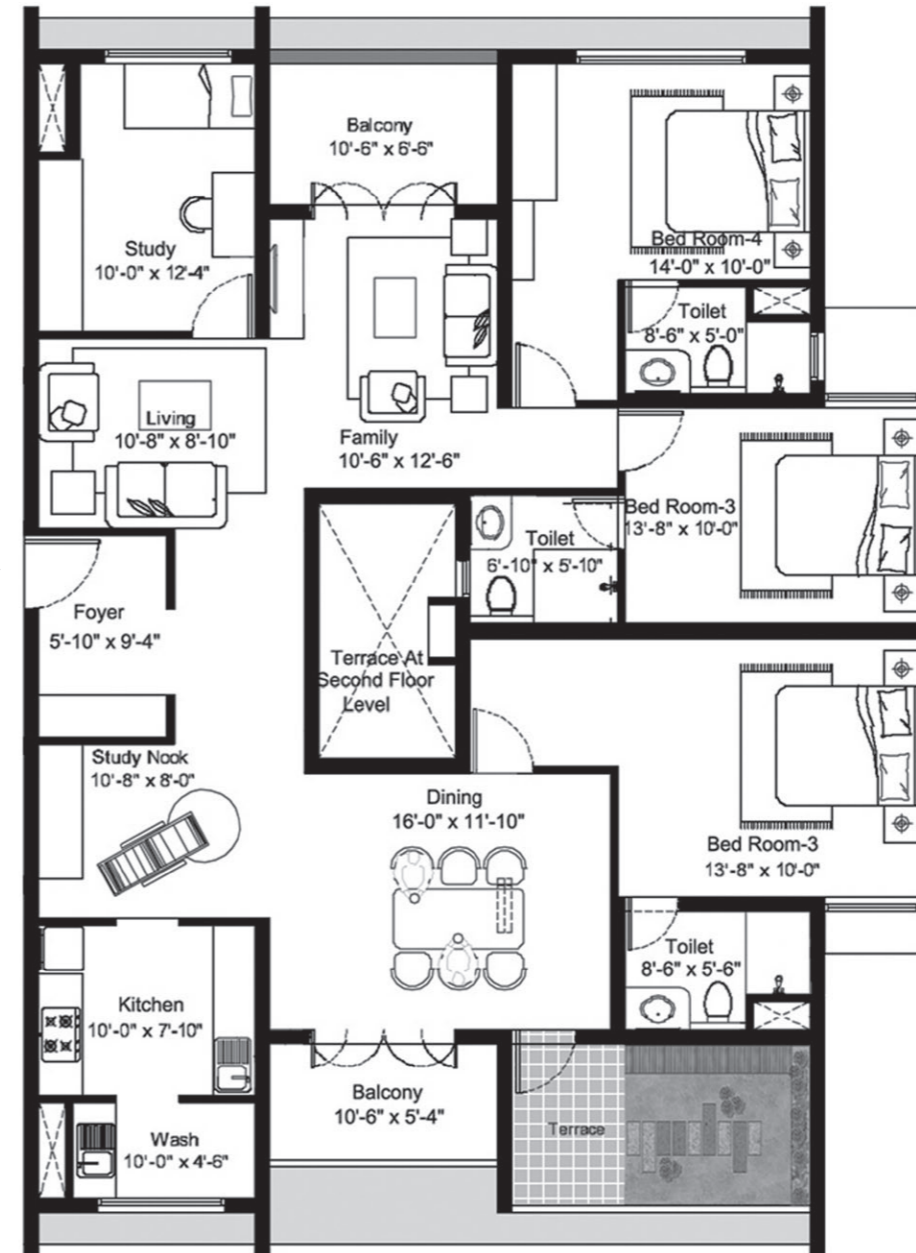 Balcony
10'-6" x 6'-6"
Study
10'-0" x 12'-4"
Bed Room-4
14'-0" x 10'-0"
Toilet
8'-6" x 5'-0"
Living
10'-8" x 8'-10"
Family
10'-6" x 12'-6"
Bed Room-3
13'-8" x 10'-0"
Toilet
6'-10" x 5'-10"
Foyer
5'-10" x 9'-4"
Terrace At
Second Floor
Level
Study Nook
10'-8" x 8'-0"
Dining
16'-0" x 11'-10"
Bed Room-3
13'-8" x 10'-0"
Toilet
8'-6" x 5'-6"
Kitchen
10'-0" x 7'-10"
Balcony
10'-6" x 5'-4"
Terrace
Wash
10'-0" x 4'-6"